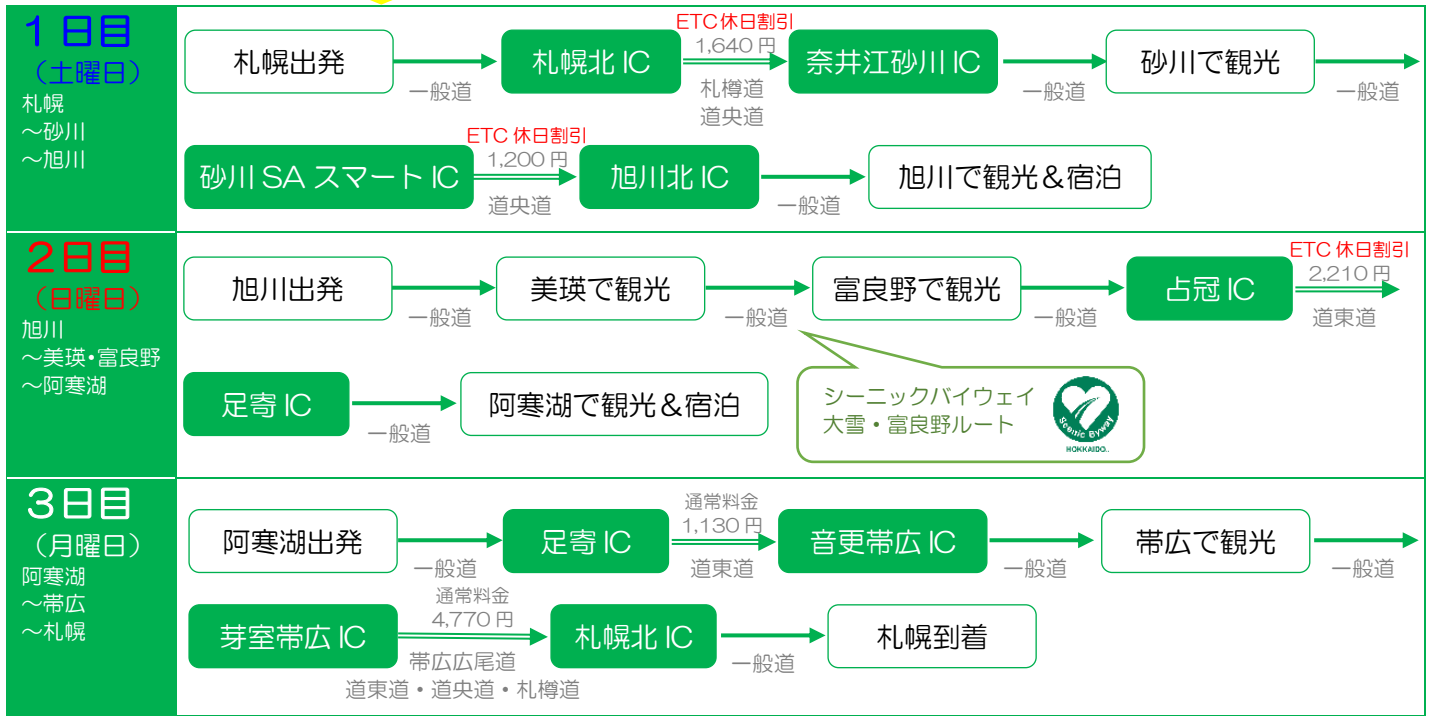 1日目
（土曜日）
札幌
～砂川
～旭川
札幌出発
一般道
札幌北 IC
ETC休日割引
1,640 円
札樽道
道央道
奈井江砂川 IC
一般道
砂川で観光
一般道
砂川 SA スマート IC
ETC 休日割引
1,200 円
道央道
旭川北 IC
一般道
旭川で観光＆宿泊
2日目
（日曜日）
旭川
～美瑛・富良野
～阿寒湖
旭川出発
一般道
美瑛で観光
一般道
富良野で観光
一般道
占冠 IC
ETC 休日割引
2,210 円
道東道
足寄 IC
一般道
阿寒湖で観光＆宿泊
シーニックバイウェイ
大雪・富良野ルート
Scenic Byway
HOKKAIDO..
3日目
（月曜日）
阿寒湖
～帯広
～札幌
阿寒湖出発
一般道
足寄 IC
通常料金
1,130 円
道東道
音更帯広 IC
一般道
帯広で観光
一般道
芽室帯広 IC
通常料金
4,770 円
帯広広尾道
道東道・道央道・札樽道
札幌北 IC
一般道
札幌到着